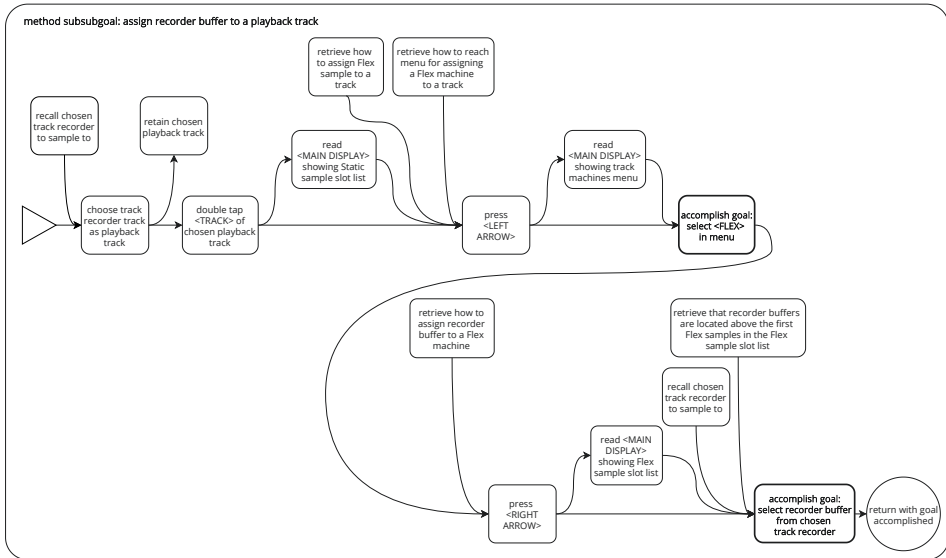 method subsubgoal: assign recorder buffer to a playback track
recall chosen
track recorder
to sample to
retain chosen
playback track
retrieve how
to assign Flex
sample to a
track
retrieve how to reach
menu for assigning
a Flex machine
to a track
read
<MAIN DISPLAY>
showing Static
sample slot list
read
<MAIN DISPLAY>
showing track
machines menu
choose track
recorder track
as playback
track
double tap
<TRACK> of
chosen playback
track
press
<LEFT
ARROW>
accomplish goal:
select <FLEX>
in menu
retrieve how to
assign recorder
buffer to a Flex
machine
retrieve that recorder buffers
are located above the first
Flex samples in the Flex
sample slot list
recall chosen
track recorder
to sample to
read <MAIN
DISPLAY>
showing Flex
sample slot list
press
<RIGHT
ARROW>
accomplish goal:
select recorder buffer
from chosen
track recorder
return with goal
accomplished